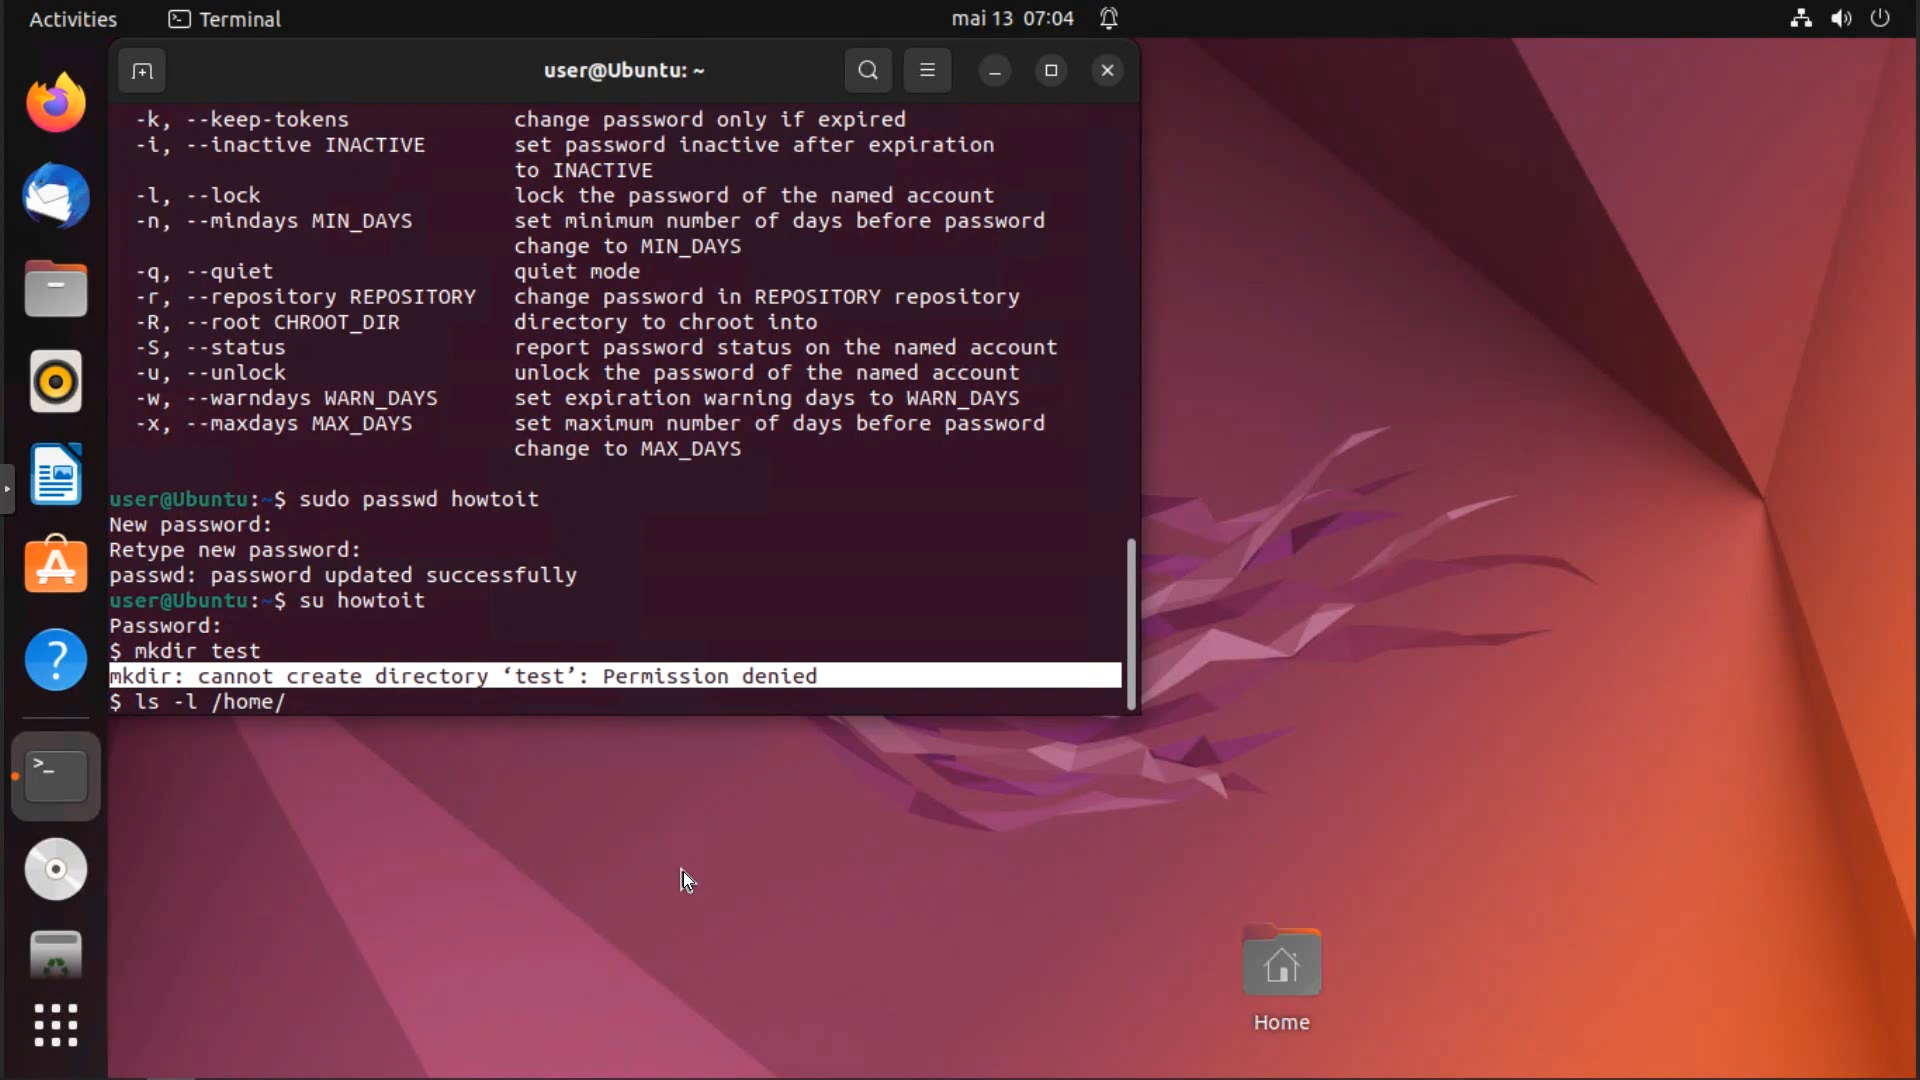 Activities
Terminal
mai 13 07:04
user@Ubuntu: ~
-k, --keep-tokens change password only if expired
-i, --inactive INACTIVE set password inactive after expiration
to INACTIVE
-l, --lock lock the password of the named account
-n, --mindays MIN_DAYS set minimum number of days before password
change to MIN_DAYS
-q, --quiet quiet mode
-r, --repository REPOSITORY change password in REPOSITORY repository
-R, --root CHROOT_DIR directory to chroot into
-S, --status report password status on the named account
-u, --unlock unlock the password of the named account
-w, --warndays WARN_DAYS set expiration warning days to WARN_DAYS
-x, --maxdays MAX_DAYS set maximum number of days before password
change to MAX_DAYS
user@Ubuntu:~$ sudo passwd howtoit
New password:
Retype new password:
passwd: password updated successfully
user@Ubuntu:~$ su howtoit
Password:
$ mkdir test
mkdir: cannot create directory ‘test’: Permission denied
$ ls -l /home/
Home